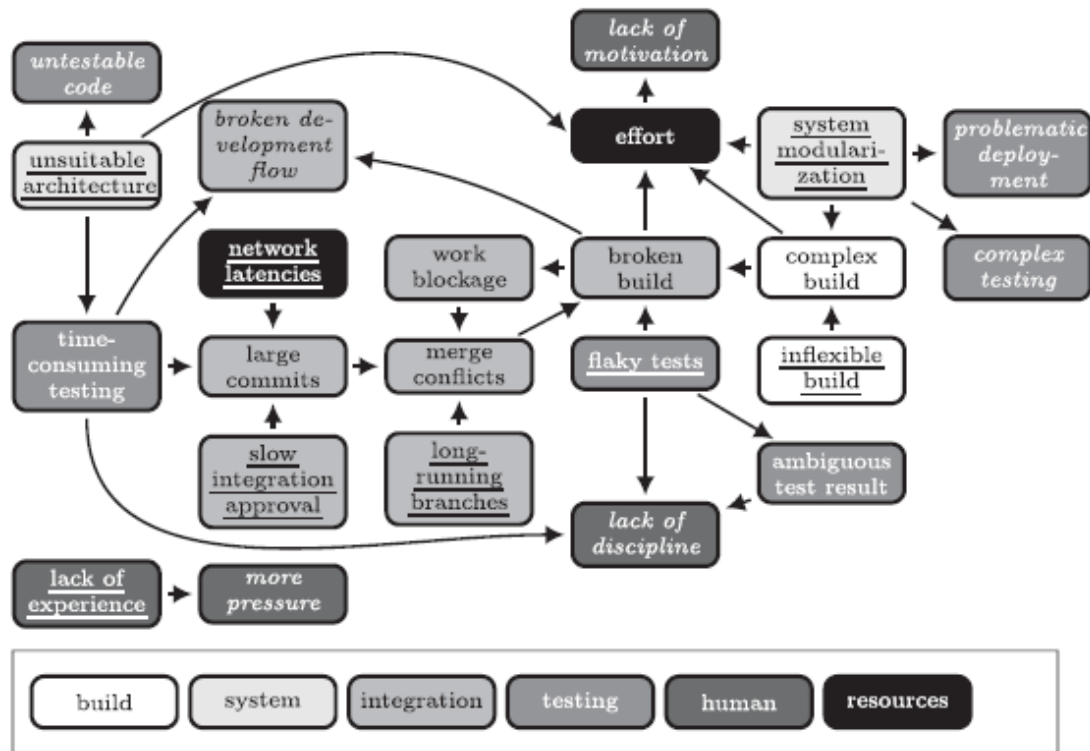 lack of
motivation
untestable
code
broken de-
velopment
flow
effort
system
modulari-
zation
problematic
deploy-
ment
unsuitable
architecture
network
latencies
work
blockage
broken
build
complex
build
complex
testing
time-
consuming
testing
large
commits
merge
conflicts
flaky tests
inflexible
build
slow
integration
approval
long-
running
branches
ambiguous
test result
lack of
discipline
lack of
experience
more
pressure
build
system
integration
testing
human
resources